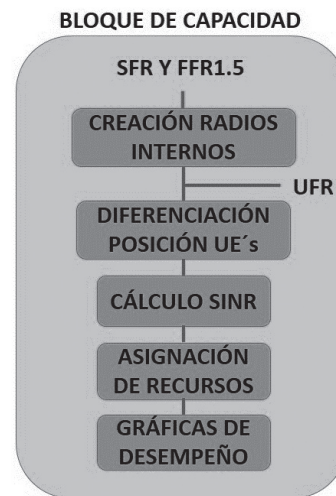 BLOQUE DE CAPACIDAD
SFR Y FFR1.5
CREACIÓN RADIOS
INTERNOS
UFR
DIFERENCIACIÓN
POSICIÓN UE´s
CÁLCULO SINR
ASIGNACIÓN
DE RECURSOS
GRÁFICAS DE
DESEMPEÑO